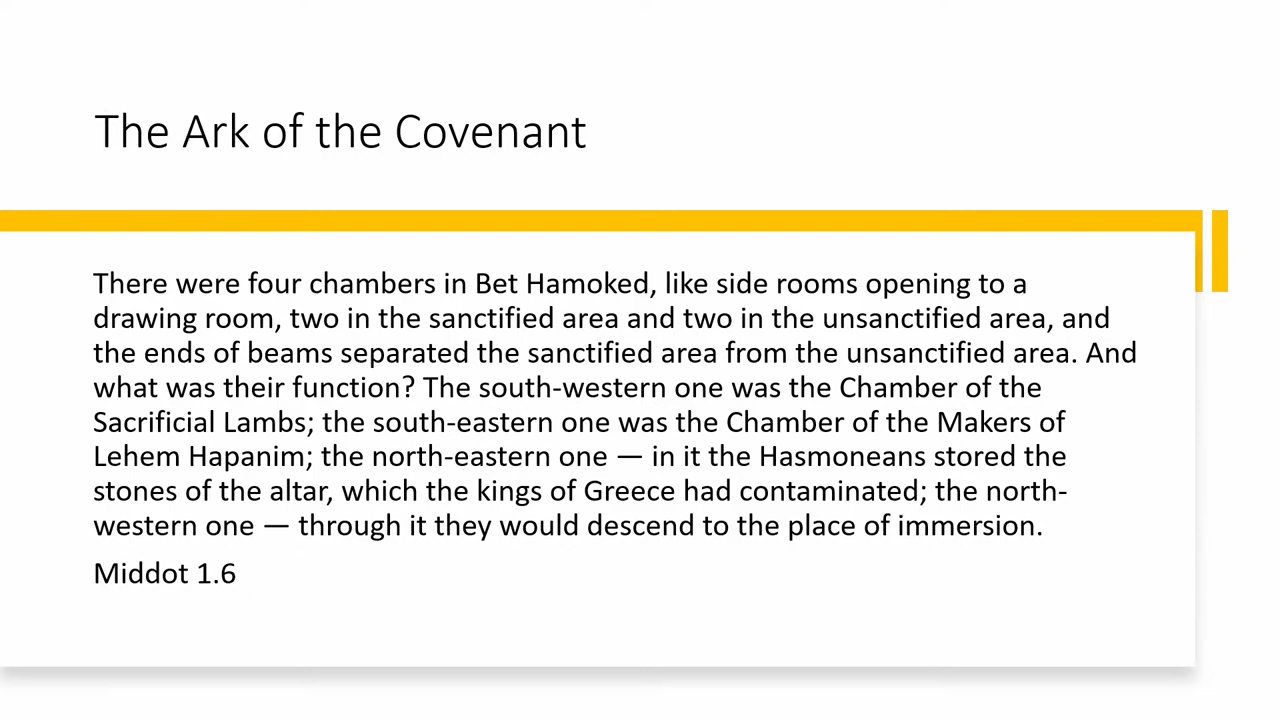 The Ark of the Covenant
There were four chambers in Bet Hamoked, like side rooms opening to a
drawing room, two in the sanctified area and two in the unsanctified area, and
the ends of beams separated the sanctified area from the unsanctified area. And
what was their function? The south-western one was the Chamber of the
Sacrificial Lambs; the south-eastern one was the Chamber of the Makers of
Lehem Hapanim; the north-eastern one — in it the Hasmoneans stored the
stones of the altar, which the kings of Greece had contaminated; the north-
western one — through it they would descend to the place of immersion.
Middot 1.6